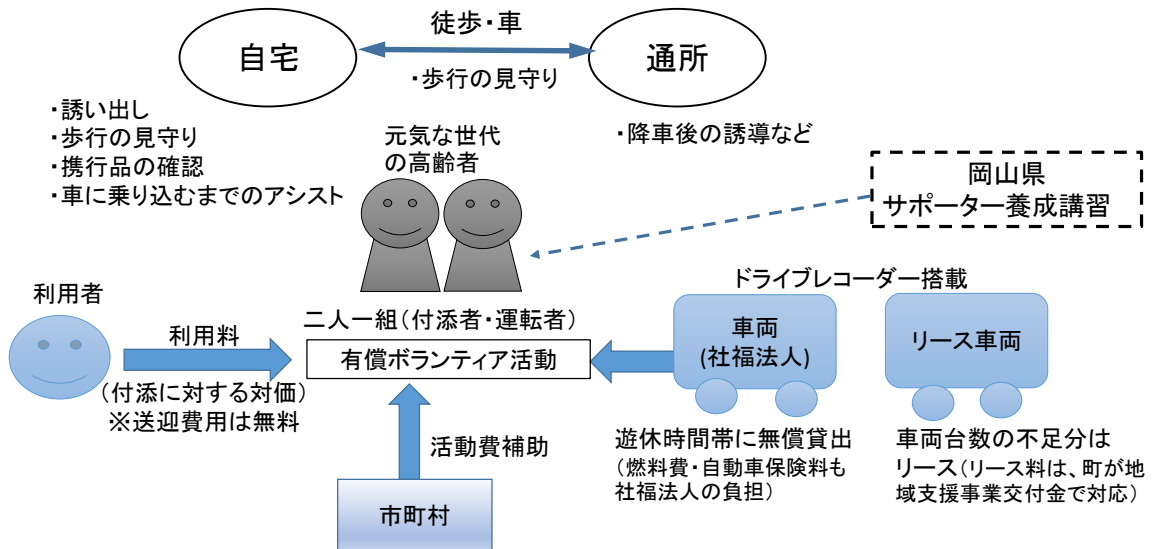 自宅
徒歩・車
・歩行の見守り
通所
・誘い出し
・歩行の見守り
・携行品の確認
・車に乗り込むまでのアシスト
元気な世代
の高齢者
・降車後の誘導など
岡山県
サポーター養成講習
利用者
利用料
(付添に対する対価)
※送迎費用は無料
二人一組(付添者・運転者)
有償ボランティア活動
活動費補助
市町村
ドライブレコーダー搭載
車両
(社福法人)
リース車両
遊休時間帯に無償貸出
(燃料費・自動車保険料も
社福法人の負担)
車両台数の不足分は
リース(リース料は、町が地
域支援事業交付金で対応)